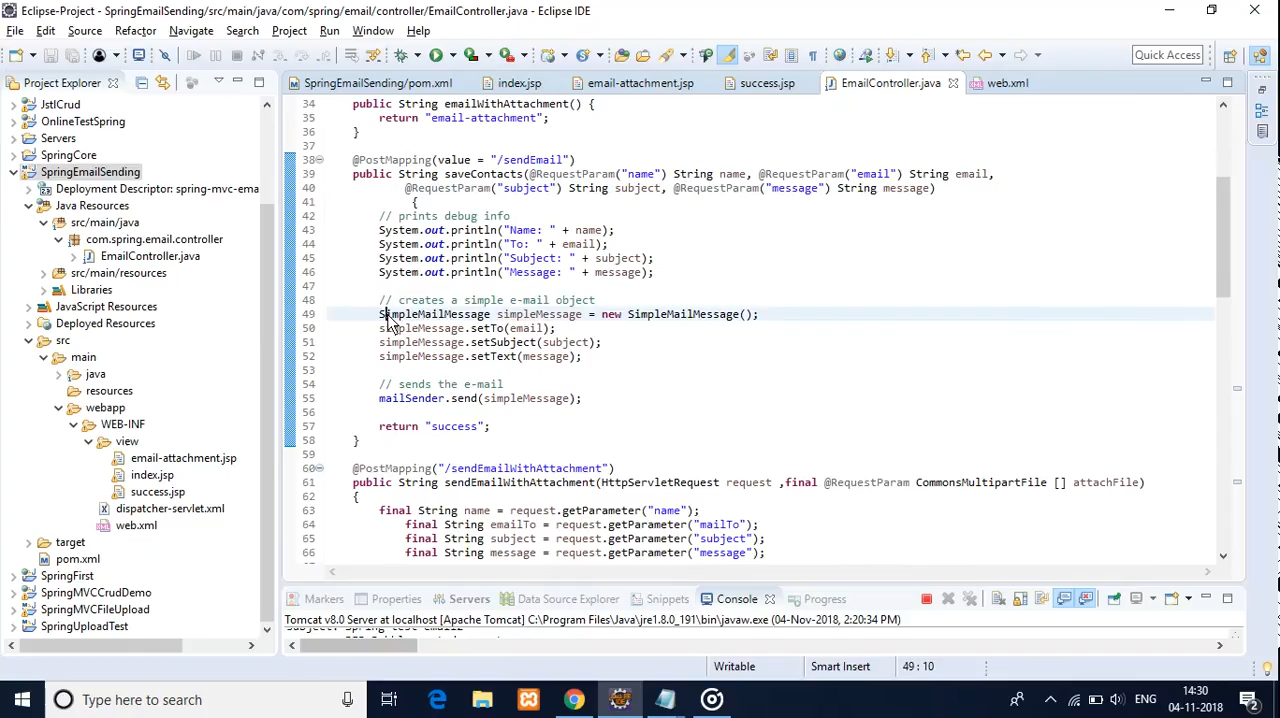 Eclipse-Project - SpringEmailSending/src/main/java/com/spring/email/controller/EmailController.java - Eclipse IDE
File Edit Source Refactor Navigate Search Project Run Window Help
Quick Access
Project Explorer
SpringEmailSending/pom.xml index.jsp email-attachment.jsp success.jsp EmailController.java web.xml
JstlCrud
OnlineTestSpring
Servers
SpringCore
SpringEmailSending
Deployment Descriptor: spring-mvc-ema
Java Resources
src/main/java
com.spring.email.controller
EmailController.java
src/main/resources
Libraries
JavaScript Resources
Deployed Resources
src
main
java
resources
webapp
WEB-INF
view
email-attachment.jsp
index.jsp
success.jsp
dispatcher-servlet.xml
web.xml
target
pom.xml
SpringFirst
SpringMVCCrudDemo
SpringMVCFileUpload
SpringUploadTest
34 public String emailWithAttachment() {
35 return "email-attachment";
36 }
37
38 @PostMapping(value = "/sendEmail")
39 public String saveContacts(@RequestParam("name") String name, @RequestParam("email") String email,
40 @RequestParam("subject") String subject, @RequestParam("message") String message)
41 {
42 // prints debug info
43 System.out.println("Name: " + name);
44 System.out.println("To: " + email);
45 System.out.println("Subject: " + subject);
46 System.out.println("Message: " + message);
47
48 // creates a simple e-mail object
49 SimpleMailMessage simpleMessage = new SimpleMailMessage();
50 simpleMessage.setTo(email);
51 simpleMessage.setSubject(subject);
52 simpleMessage.setText(message);
53
54 // sends the e-mail
55 mailSender.send(simpleMessage);
56
57 return "success";
58 }
59
60 @PostMapping("/sendEmailWithAttachment")
61 public String sendEmailWithAttachment(HttpServletRequest request ,final @RequestParam CommonsMultipartFile [] attachFile)
62 {
63 final String name = request.getParameter("name");
64 final String emailTo = request.getParameter("mailTo");
65 final String subject = request.getParameter("subject");
66 final String message = request.getParameter("message");
Markers Properties Servers Data Source Explorer Snippets Console Progress
Tomcat v8.0 Server at localhost [Apache Tomcat] C:\Program Files\Java\jre1.8.0_191\bin\javaw.exe (04-Nov-2018, 2:20:34 PM)
Writable Smart Insert 49 : 10
Type here to search
ENG
14:30
04-11-2018
2